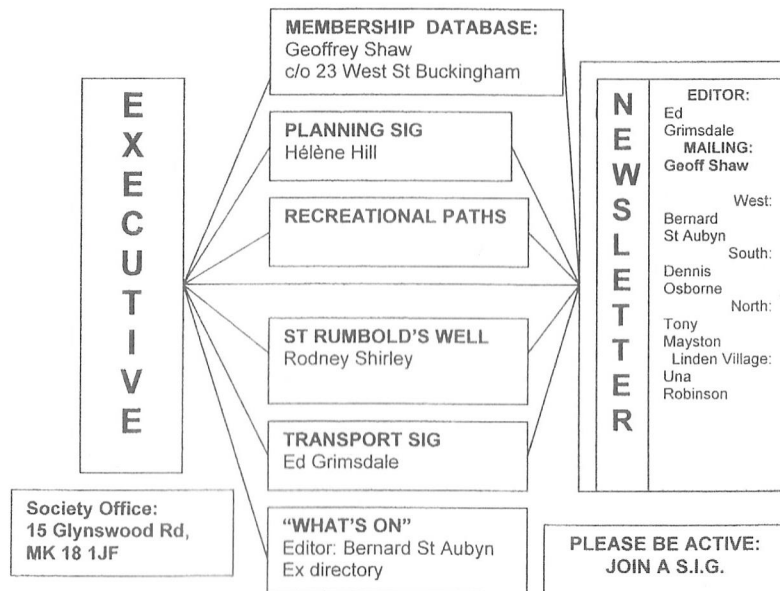 EXECUTIVE
MEMBERSHIP DATABASE:
Geoffrey Shaw
c/o 23 West St Buckingham
PLANNING SIG
Hélène Hill
RECREATIONAL PATHS
ST RUMBOLD'S WELL
Rodney Shirley
TRANSPORT SIG
Ed Grimsdale
"WHAT'S ON"
Editor: Bernard St Aubyn
Ex directory
NEWSLETTER
EDITOR:
Ed
Grimsdale
MAILING:
Geoff Shaw
West:
Bernard
St Aubyn
South:
Dennis
Osborne
North:
Tony
Mayston
Linden Village:
Una
Robinson
Society Office:
15 Glynswood Rd,
MK 18 1JF
PLEASE BE ACTIVE:
JOIN A S.I.G.